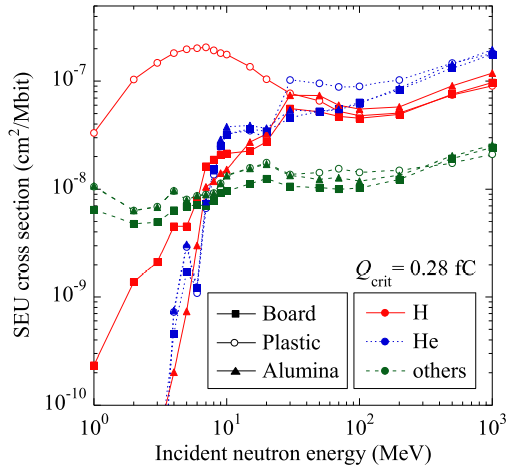 SEU cross section (cm²/Mbit)
10⁻⁷
10⁻⁸
10⁻⁹
10⁻¹⁰
Q_crit = 0.28 fC
Board
Plastic
Alumina
H
He
others
10⁰ 10¹ 10² 10³
Incident neutron energy (MeV)